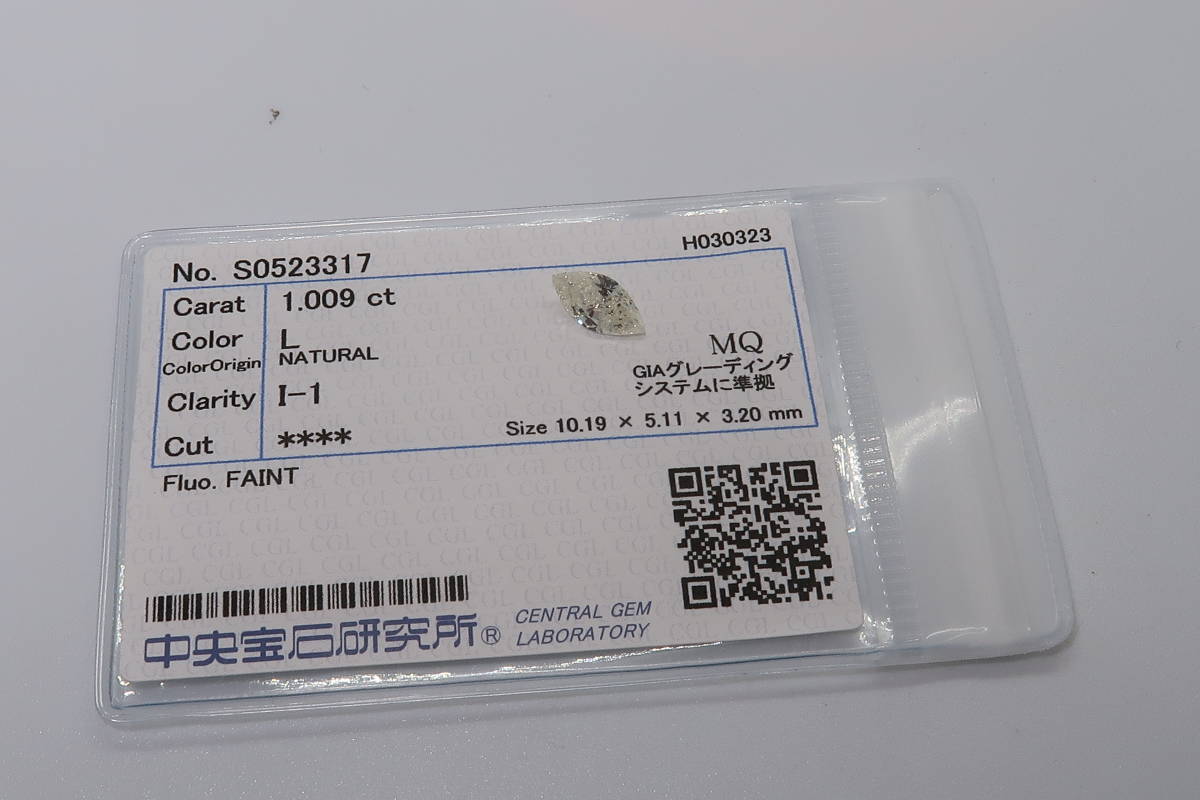 No. S0523317
H030323
Carat 1.009 ct
Color L
ColorOrigin NATURAL
Clarity I-1
Cut ****
MQ
GIAグレーディング
システムに準拠
Size 10.19 × 5.11 × 3.20 mm
Fluo. FAINT
中央宝石研究所® CENTRAL GEM
LABORATORY